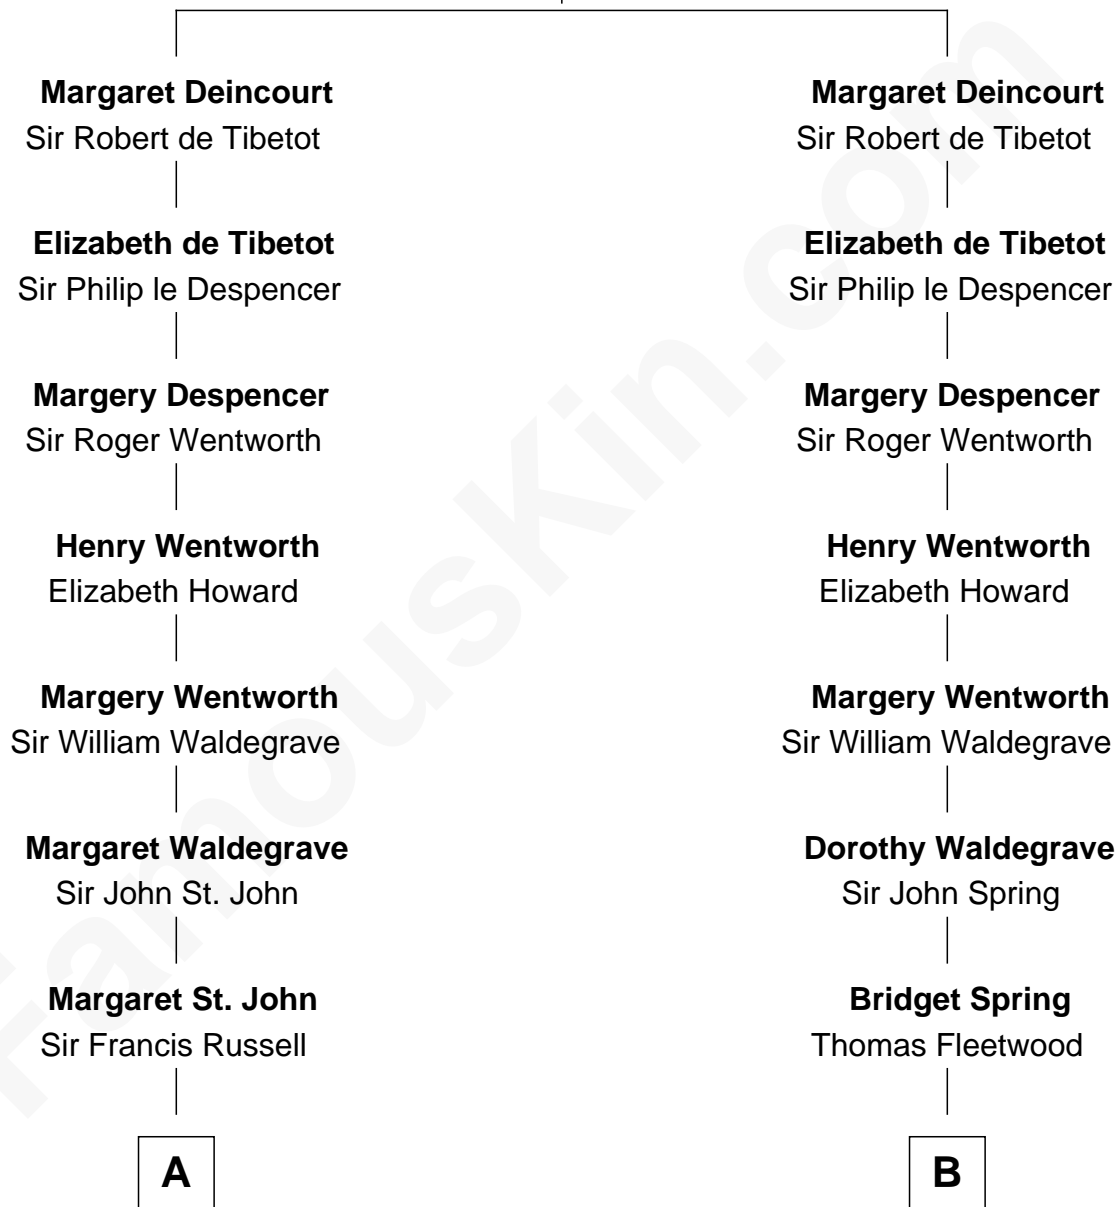 Margaret Deincourt Margaret Deincourt
Sir Robert de Tibetot Sir Robert de Tibetot
Elizabeth de Tibetot Elizabeth de Tibetot
Sir Philip le Despencer Sir Philip le Despencer
Margery Despencer Margery Despencer
Sir Roger Wentworth Sir Roger Wentworth
Henry Wentworth Henry Wentworth
Elizabeth Howard Elizabeth Howard
Margery Wentworth Margery Wentworth
Sir William Waldegrave Sir William Waldegrave
Margaret Waldegrave Dorothy Waldegrave
Sir John St. John Sir John Spring
Margaret St. John Bridget Spring
Sir Francis Russell Thomas Fleetwood
A B
FamousKin.com